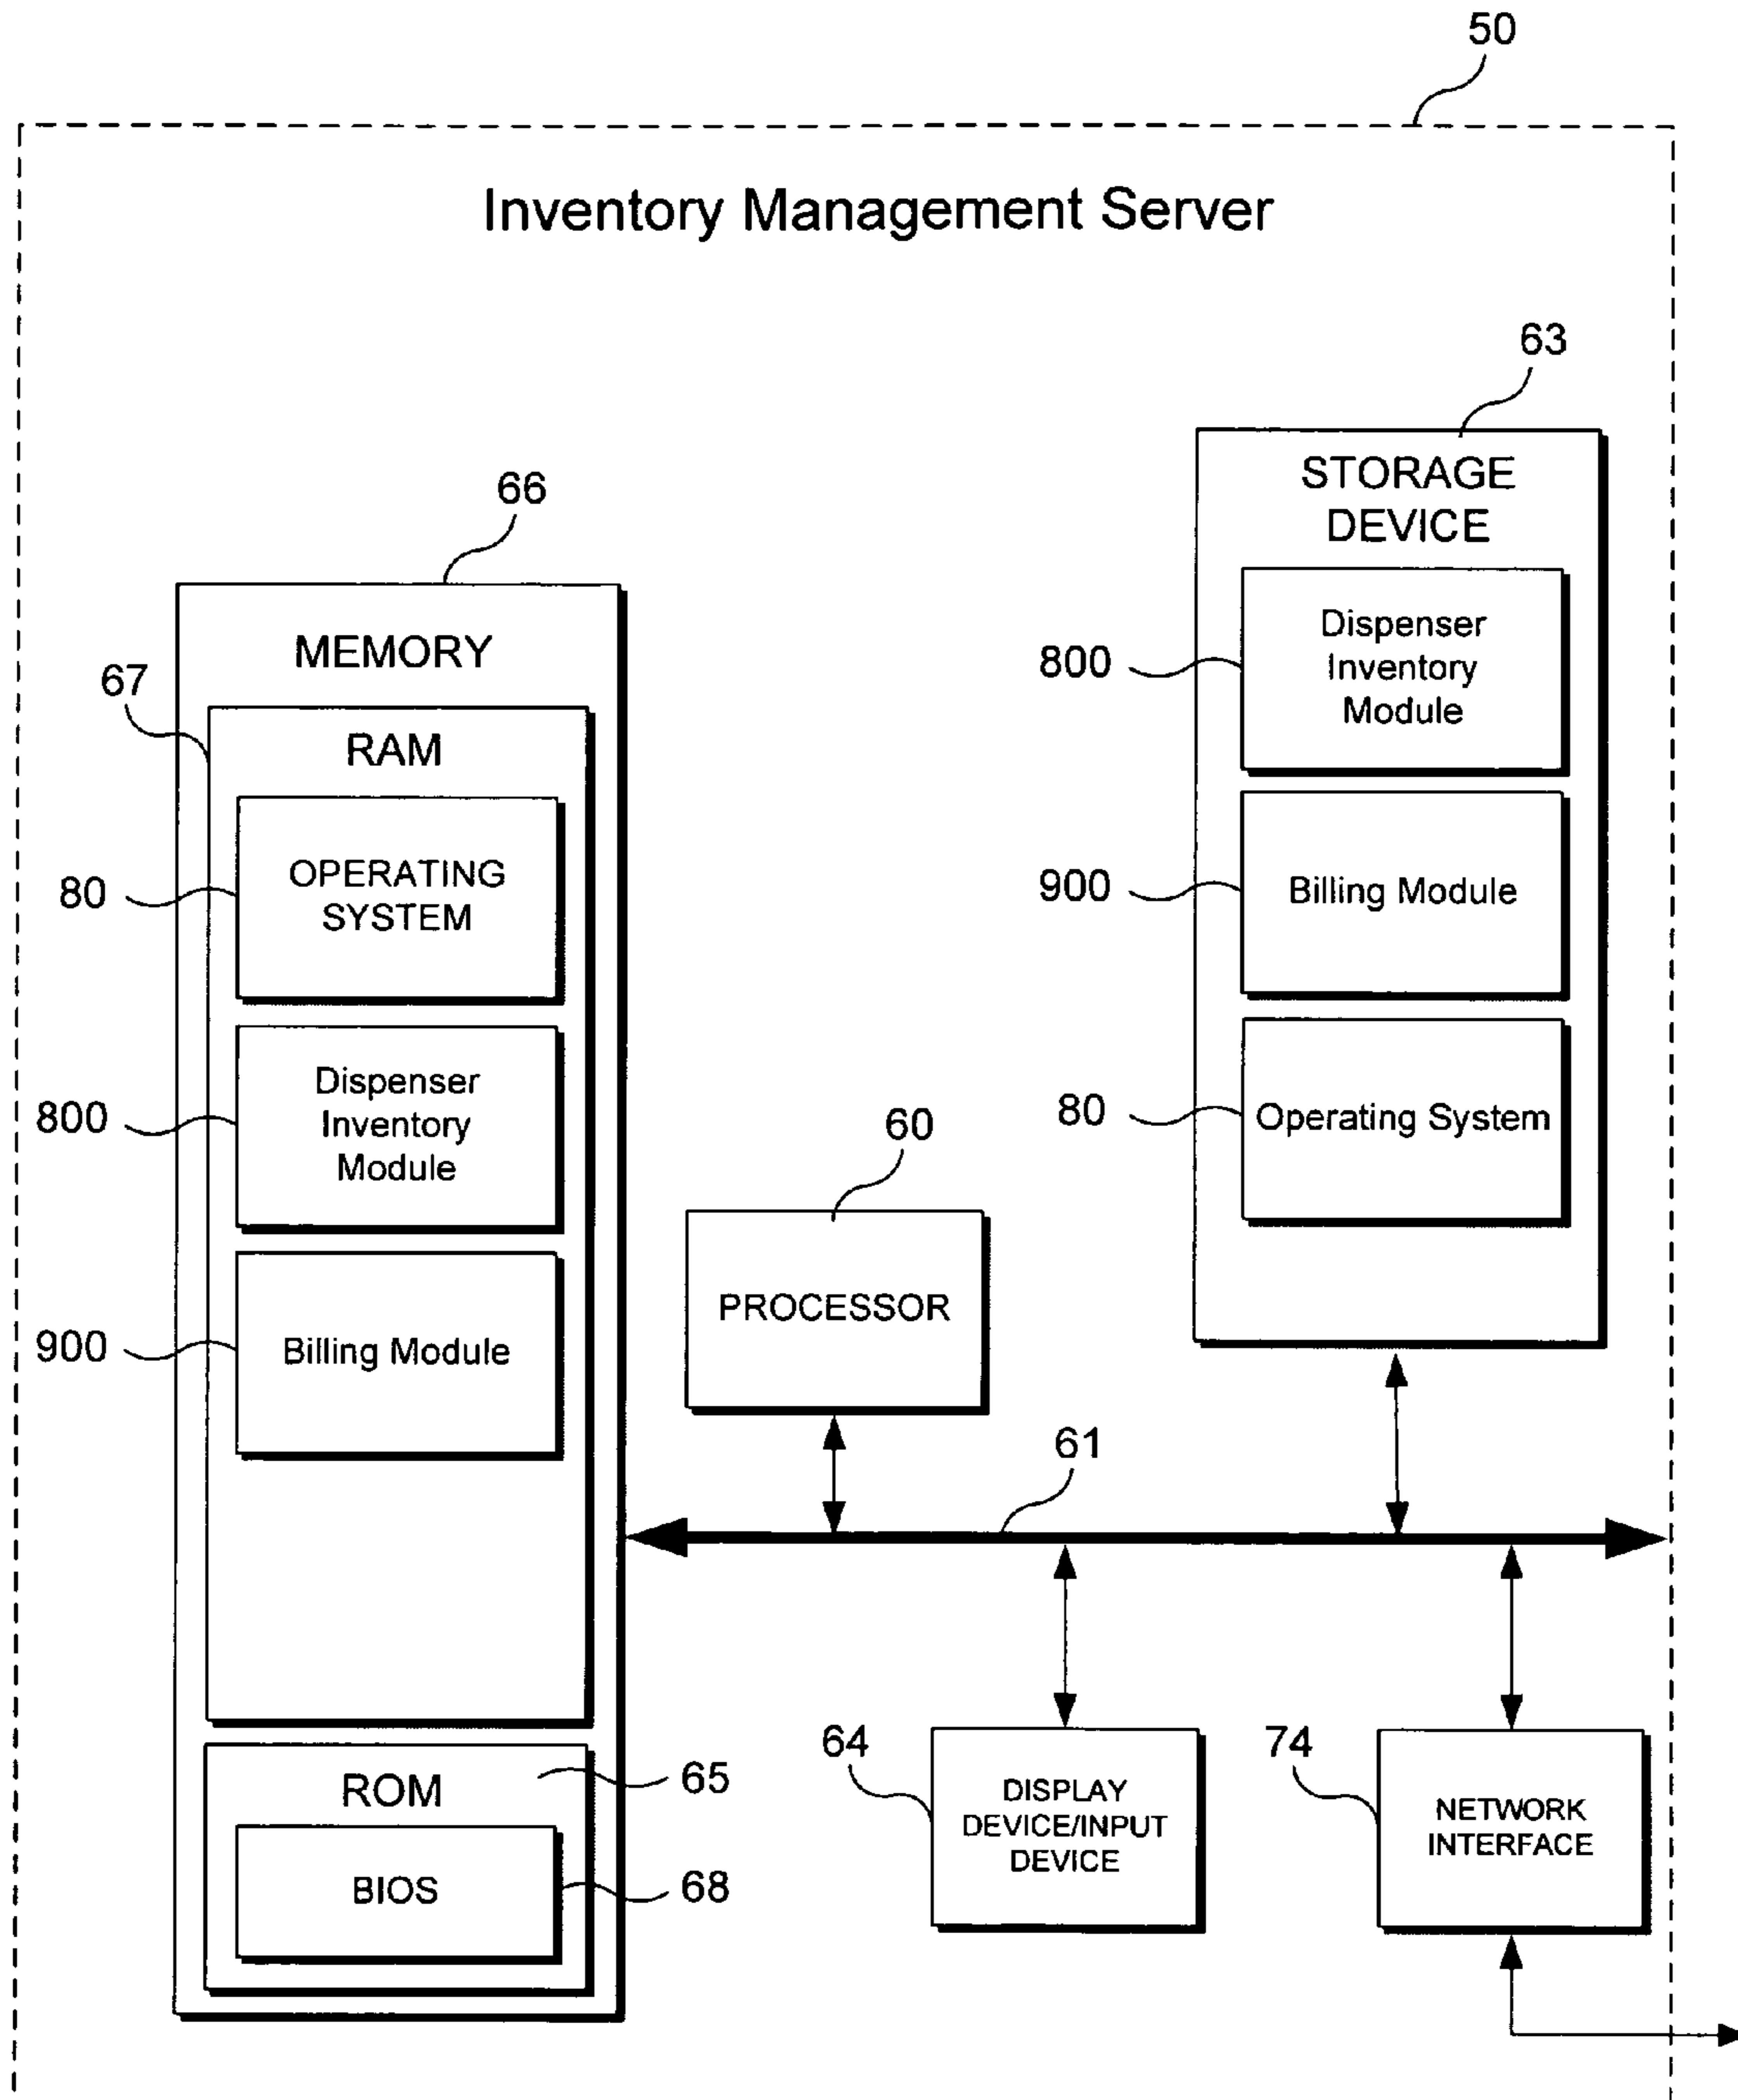 50
Inventory Management Server
63
STORAGE
DEVICE
66
MEMORY
Dispenser
Inventory
Module
800
67
RAM
OPERATING
SYSTEM
80
Billing Module
900
Dispenser
Inventory
Module
800
Operating System
80
60
PROCESSOR
Billing Module
900
61
64
DISPLAY
DEVICE/INPUT
DEVICE
74
NETWORK
INTERFACE
ROM
65
BIOS
68